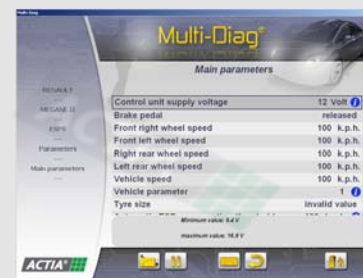 Multi-Diag
Multi-Diag®
Main parameters
RENAULT
MEGANE II
ESP8
Parameters
Main parameters
Control unit supply voltage 12 Volt
Brake pedal released
Front right wheel speed 100 k.p.h.
Front left wheel speed 100 k.p.h.
Right rear wheel speed 100 k.p.h.
Left rear wheel speed 100 k.p.h.
Vehicle speed 100 k.p.h.
Vehicle parameter 1
Tyre size Invalid value
Minimum value: 9.2 V
maximum value: 16.8 V
ACTIA®